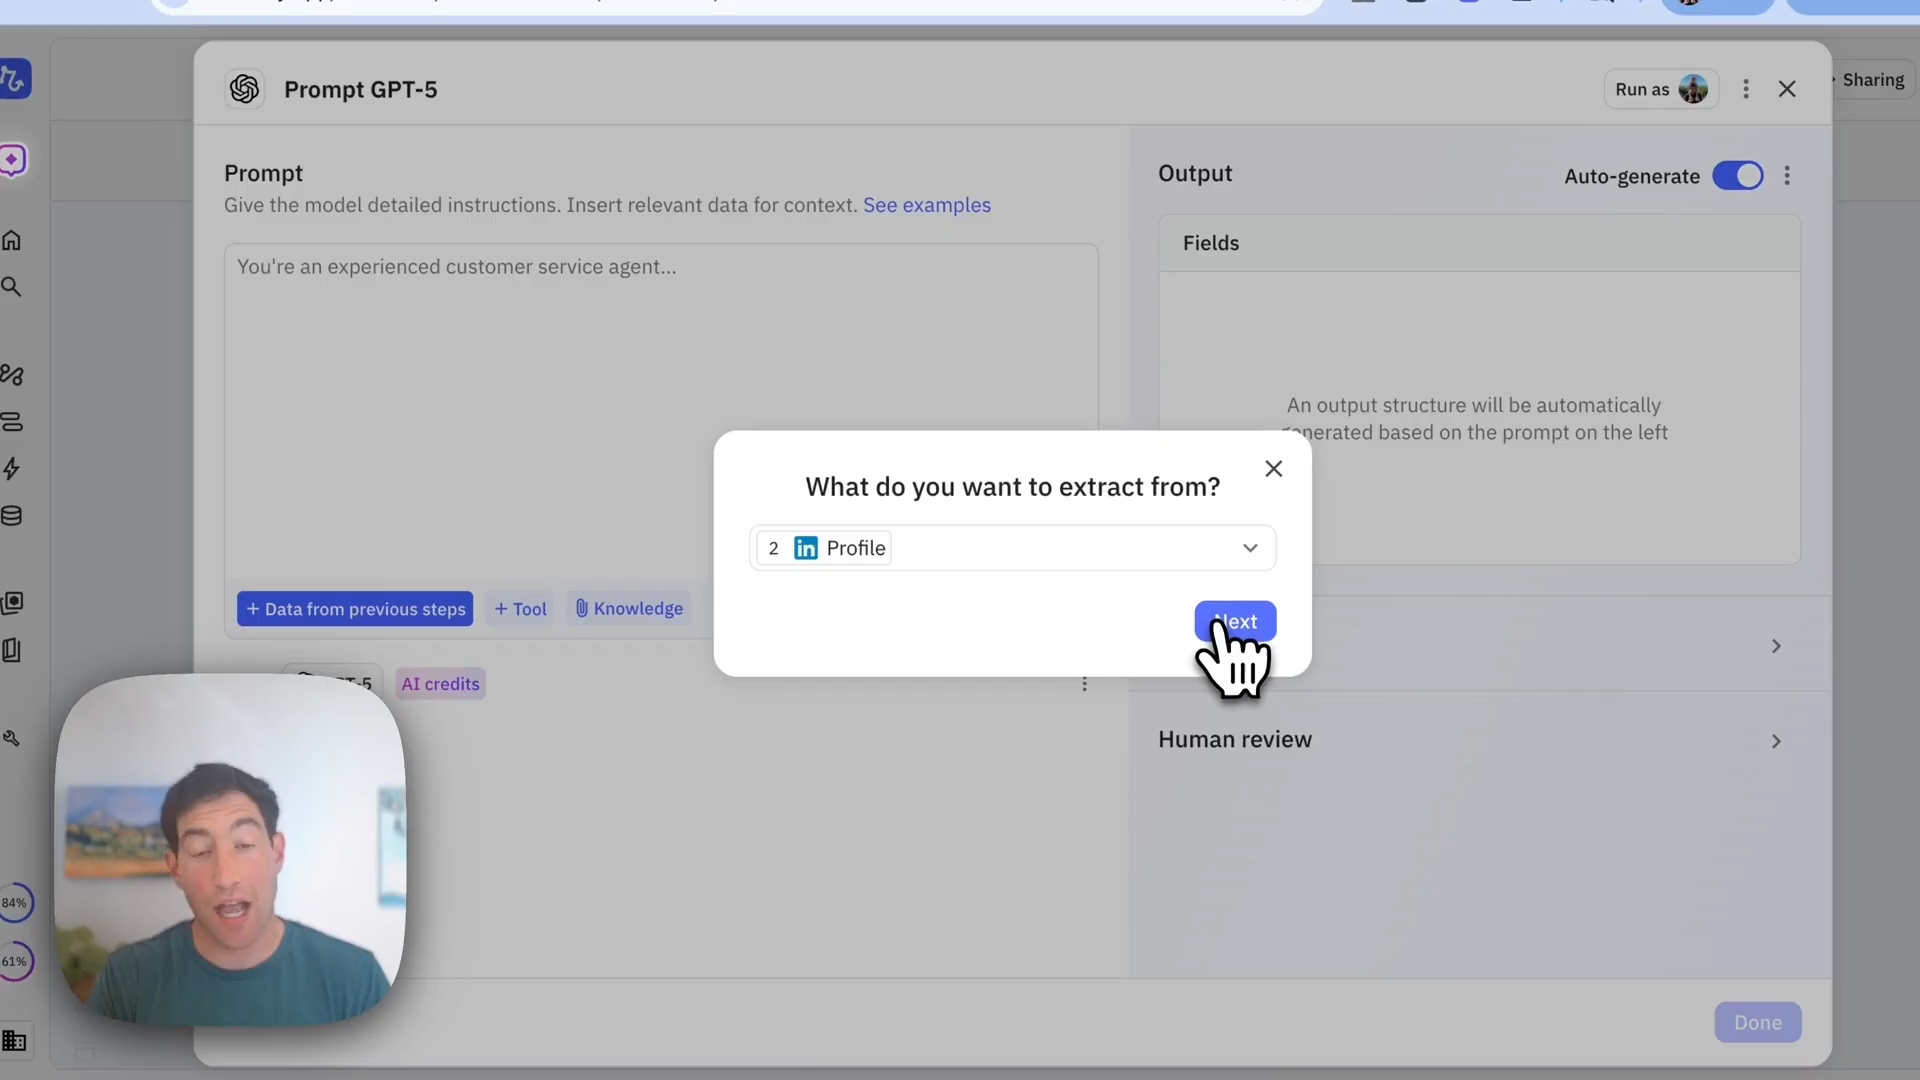 Prompt GPT-5
Run as
Sharing
Prompt
Give the model detailed instructions. Insert relevant data for context. See examples
You're an experienced customer service agent...
Output
Auto-generate
Fields
An output structure will be automatically
generated based on the prompt on the left
What do you want to extract from?
2 in Profile
Next
+ Data from previous steps
+ Tool
Knowledge
AI credits
Human review
84%
61%
Done